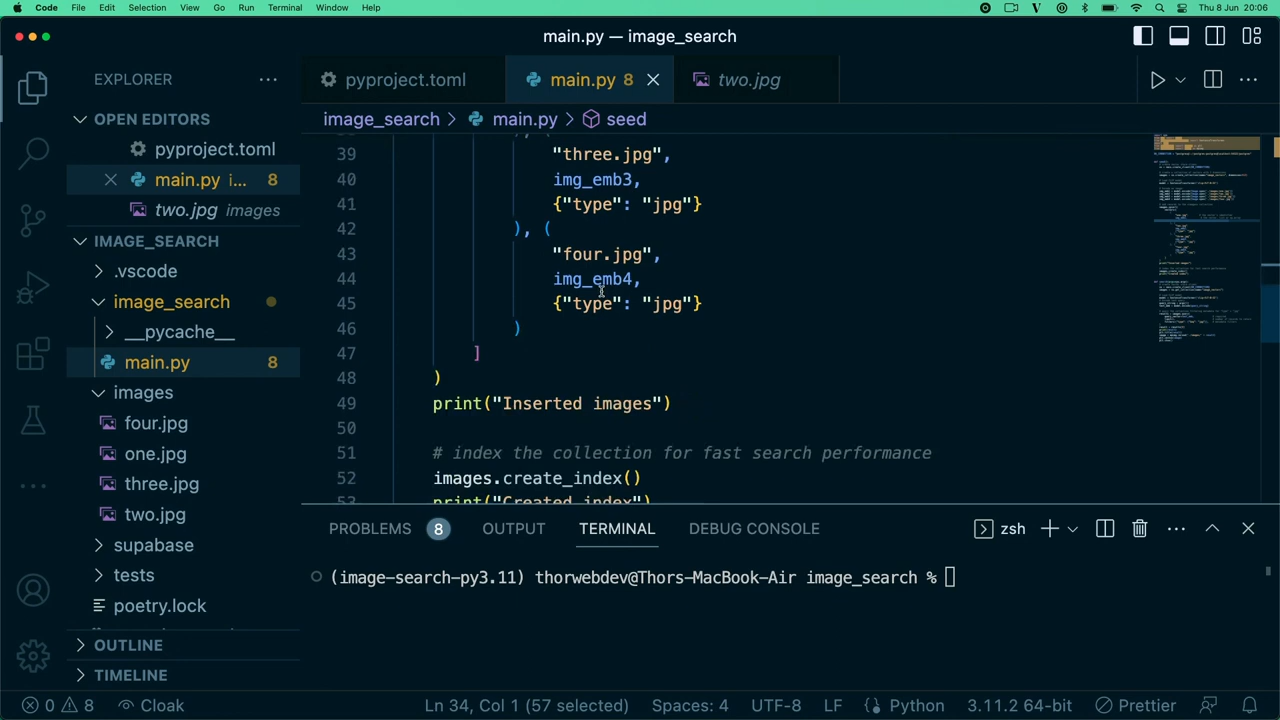 Code File Edit Selection View Go Run Terminal Window Help Thu 8 Jun 20:06
main.py — image_search
EXPLORER
pyproject.toml main.py 8 two.jpg
OPEN EDITORS
pyproject.toml
main.py i... 8
two.jpg images
IMAGE_SEARCH
.vscode
image_search
__pycache__
main.py 8
images
four.jpg
one.jpg
three.jpg
two.jpg
supabase
tests
poetry.lock
OUTLINE
TIMELINE
image_search > main.py > seed
39 "three.jpg",
40 img_emb3,
41 {"type": "jpg"}
42 ), (
43 "four.jpg",
44 img_emb4,
45 {"type": "jpg"}
46 )
47 ]
48 )
49 print("Inserted images")
50
51 # index the collection for fast search performance
52 images.create_index()
53 print("Created index")
PROBLEMS 8 OUTPUT TERMINAL DEBUG CONSOLE zsh
(image-search-py3.11) thorwebdev@Thors-MacBook-Air image_search %
0 8 Cloak Ln 34, Col 1 (57 selected) Spaces: 4 UTF-8 LF Python 3.11.2 64-bit Prettier